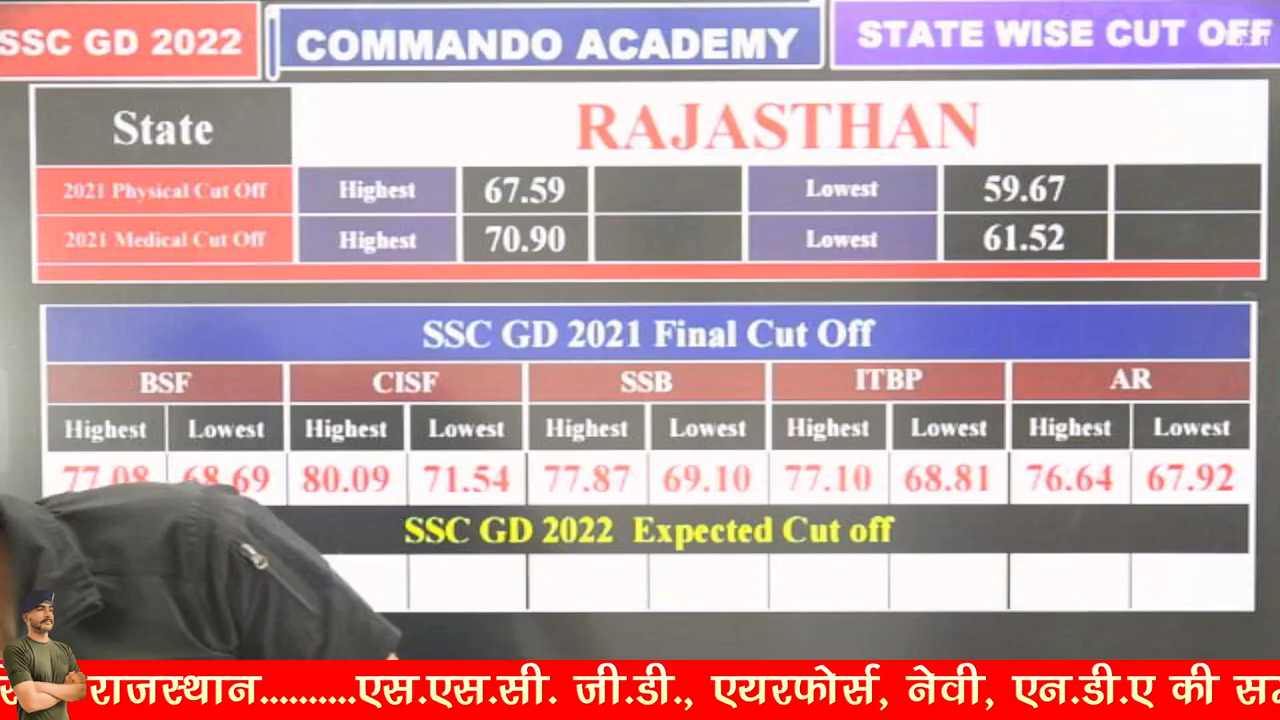 SSC GD 2022 COMMANDO ACADEMY STATE WISE CUT OFF
State RAJASTHAN
2021 Physical Cut Off Highest 67.59 Lowest 59.67
2021 Medical Cut Off Highest 70.90 Lowest 61.52
SSC GD 2021 Final Cut Off
BSF CISF SSB ITBP AR
Highest Lowest Highest Lowest Highest Lowest Highest Lowest Highest Lowest
77.08 68.69 80.09 71.54 77.87 69.10 77.10 68.81 76.64 67.92
SSC GD 2022 Expected Cut off
राजस्थान..........एस.एस.सी. जी.डी., एयरफोर्स, नेवी, एन.डी.ए की